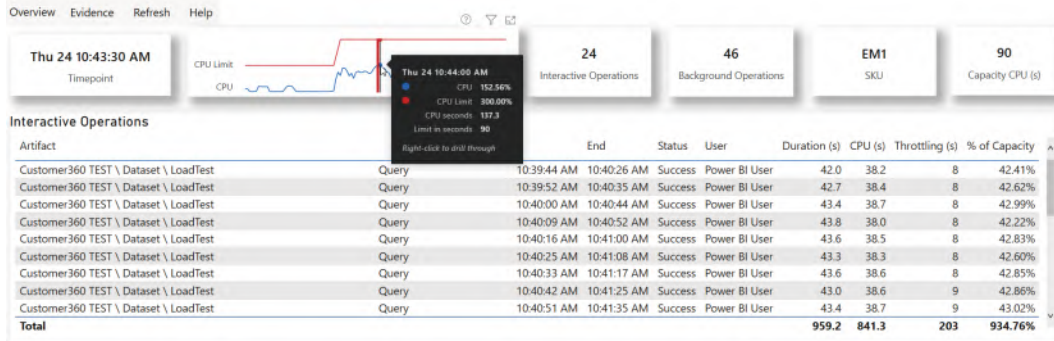 Overview Evidence Refresh Help
Thu 24 10:43:30 AM
Timepoint
CPU Limit
CPU
Thu 24 10:44:00 AM
CPU 152.56%
CPU Limit 300.00%
CPU seconds 137.3
Limit in seconds 90
Right-click to drill through
24
Interactive Operations
46
Background Operations
EM1
SKU
90
Capacity CPU (s)
Interactive Operations
Artifact End Status User Duration (s) CPU (s) Throttling (s) % of Capacity
Customer360 TEST \ Dataset \ LoadTest Query 10:39:44 AM 10:40:26 AM Success Power BI User 42.0 38.2 8 42.41%
Customer360 TEST \ Dataset \ LoadTest Query 10:39:52 AM 10:40:35 AM Success Power BI User 42.7 38.4 8 42.62%
Customer360 TEST \ Dataset \ LoadTest Query 10:40:00 AM 10:40:44 AM Success Power BI User 43.4 38.7 8 42.99%
Customer360 TEST \ Dataset \ LoadTest Query 10:40:09 AM 10:40:52 AM Success Power BI User 43.8 38.0 8 42.22%
Customer360 TEST \ Dataset \ LoadTest Query 10:40:16 AM 10:41:00 AM Success Power BI User 43.6 38.5 8 42.83%
Customer360 TEST \ Dataset \ LoadTest Query 10:40:25 AM 10:41:08 AM Success Power BI User 43.3 38.3 8 42.60%
Customer360 TEST \ Dataset \ LoadTest Query 10:40:33 AM 10:41:17 AM Success Power BI User 43.6 38.6 8 42.85%
Customer360 TEST \ Dataset \ LoadTest Query 10:40:42 AM 10:41:25 AM Success Power BI User 43.0 38.6 9 42.86%
Customer360 TEST \ Dataset \ LoadTest Query 10:40:51 AM 10:41:35 AM Success Power BI User 43.4 38.7 9 43.02%
Total 959.2 841.3 203 934.76%